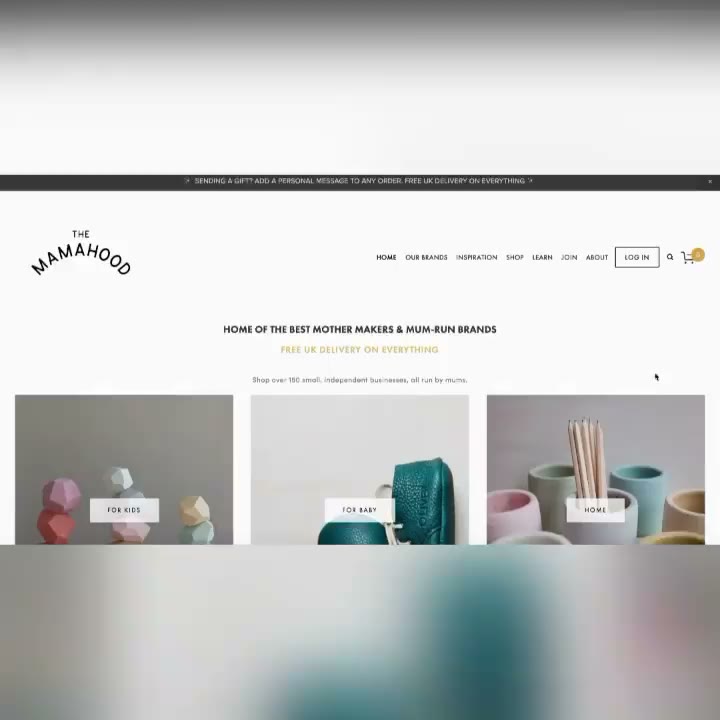 SENDING A GIFT? ADD A PERSONAL MESSAGE TO ANY ORDER. FREE UK DELIVERY ON EVERYTHING
THE
MAMAHOOD
HOME OUR BRANDS INSPIRATION SHOP LEARN JOIN ABOUT LOG IN
HOME OF THE BEST MOTHER MAKERS & MUM-RUN BRANDS
FREE UK DELIVERY ON EVERYTHING
Shop over 150 small, independent businesses, all run by mums.
FOR KIDS FOR BABY HOME